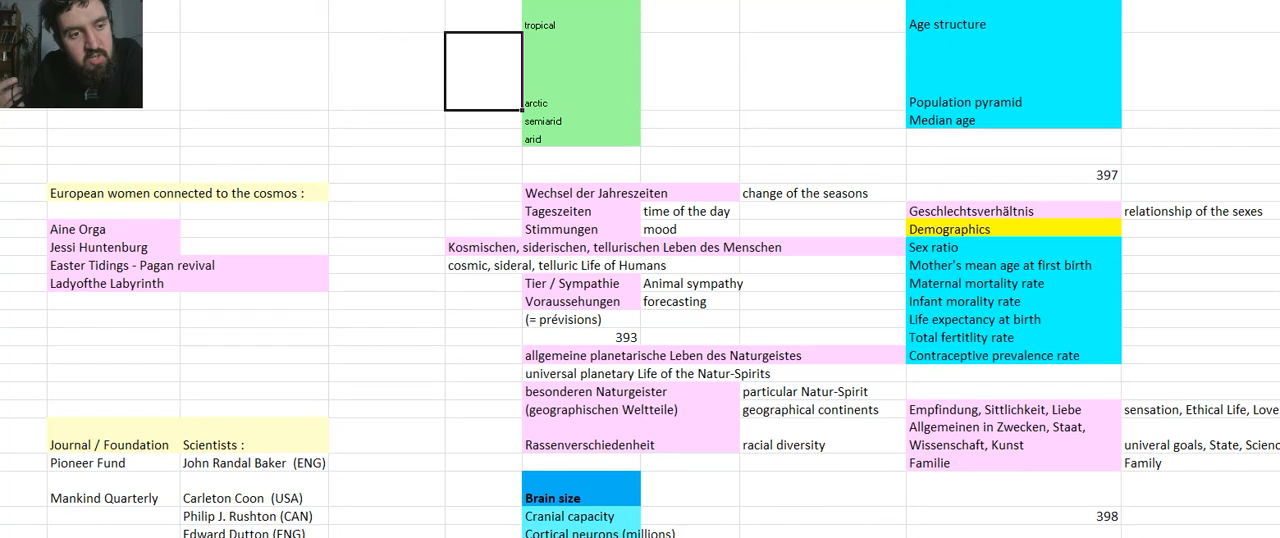 tropical
Age structure
arctic
Population pyramid
semiarid
Median age
arid
397
European women connected to the cosmos :
Wechsel der Jahreszeiten
change of the seasons
Tageszeiten
time of the day
Geschlechtsverhältnis
relationship of the sexes
Aine Orga
Stimmungen
mood
Demographics
Jessi Huntenburg
Kosmischen, siderischen, tellurischen Leben des Menschen
Sex ratio
Easter Tidings - Pagan revival
cosmic, sideral, telluric Life of Humans
Mother's mean age at first birth
Ladyofthe Labyrinth
Tier / Sympathie
Animal sympathy
Maternal mortality rate
Voraussehungen
forecasting
Infant morality rate
(= prévisions)
Life expectancy at birth
393
Total fertitlty rate
allgemeine planetarische Leben des Naturgeistes
Contraceptive prevalence rate
universal planetary Life of the Natur-Spirits
besonderen Naturgeister
particular Natur-Spirit
(geographischen Weltteile)
geographical continents
Empfindung, Sittlichkeit, Liebe
sensation, Ethical Life, Love
Allgemeinen in Zwecken, Staat,
Journal / Foundation
Scientists :
Rassenverschiedenheit
racial diversity
Wissenschaft, Kunst
univeral goals, State, Scienc
Pioneer Fund
John Randal Baker (ENG)
Familie
Family
Mankind Quarterly
Carleton Coon (USA)
Brain size
Philip J. Rushton (CAN)
Cranial capacity
398
Edward Dutton (ENG)
Cortical neurons (millions)